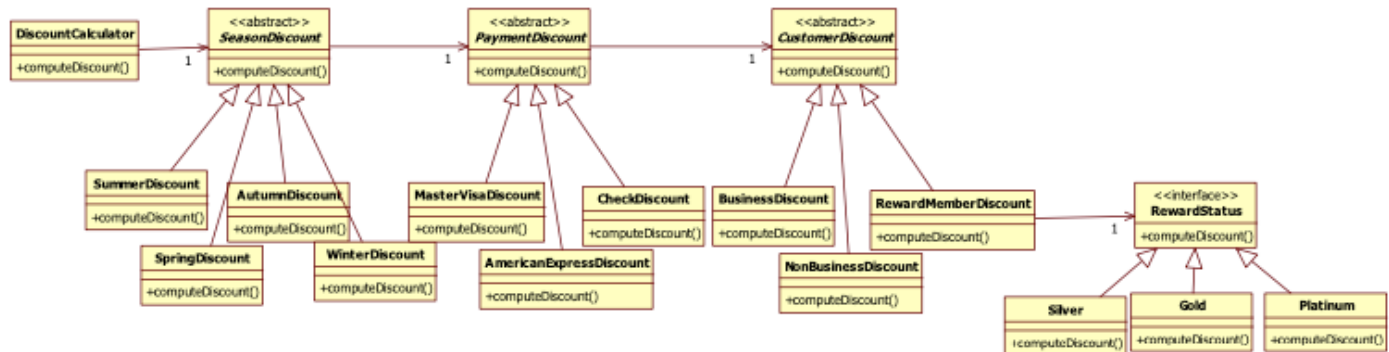 DiscountCalculator
+computeDiscount()
1
<<abstract>>
SeasonDiscount
+computeDiscount()
1
<<abstract>>
PaymentDiscount
+computeDiscount()
1
<<abstract>>
CustomerDiscount
+computeDiscount()
SummerDiscount
+computeDiscount()
AutumnDiscount
+computeDiscount()
SpringDiscount
+computeDiscount()
WinterDiscount
+computeDiscount()
MasterVisaDiscount
+computeDiscount()
CheckDiscount
+computeDiscount()
AmericanExpressDiscount
+computeDiscount()
BusinessDiscount
+computeDiscount()
RewardMemberDiscount
+computeDiscount()
NonBusinessDiscount
+computeDiscount()
1
<<interface>>
RewardStatus
+computeDiscount()
Silver
+computeDiscount()
Gold
+computeDiscount()
Platinum
+computeDiscount()